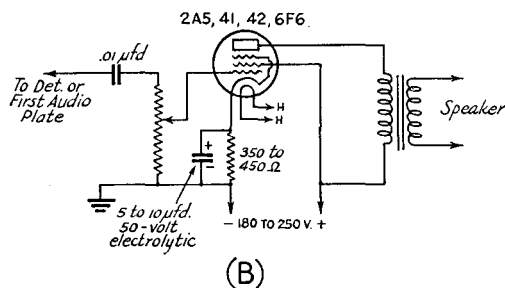 2A5, 41, 42, 6F6
.01 µfd
To Det. or
First Audio
Plate
H
H
Speaker
+
-
350 to
450 Ω
5 to 10 µfd.
50-volt
electrolytic
- 180 TO 250 V. +
(B)